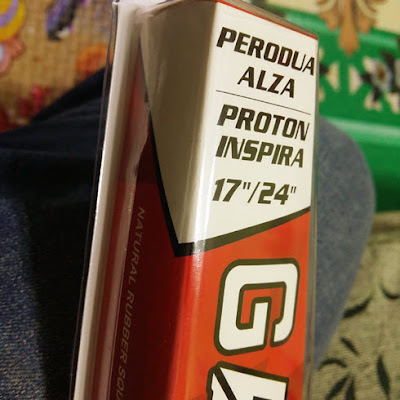 PERODUA
ALZA
PROTON
INSPIRA
17"/24"
G
NATURAL RUBBER